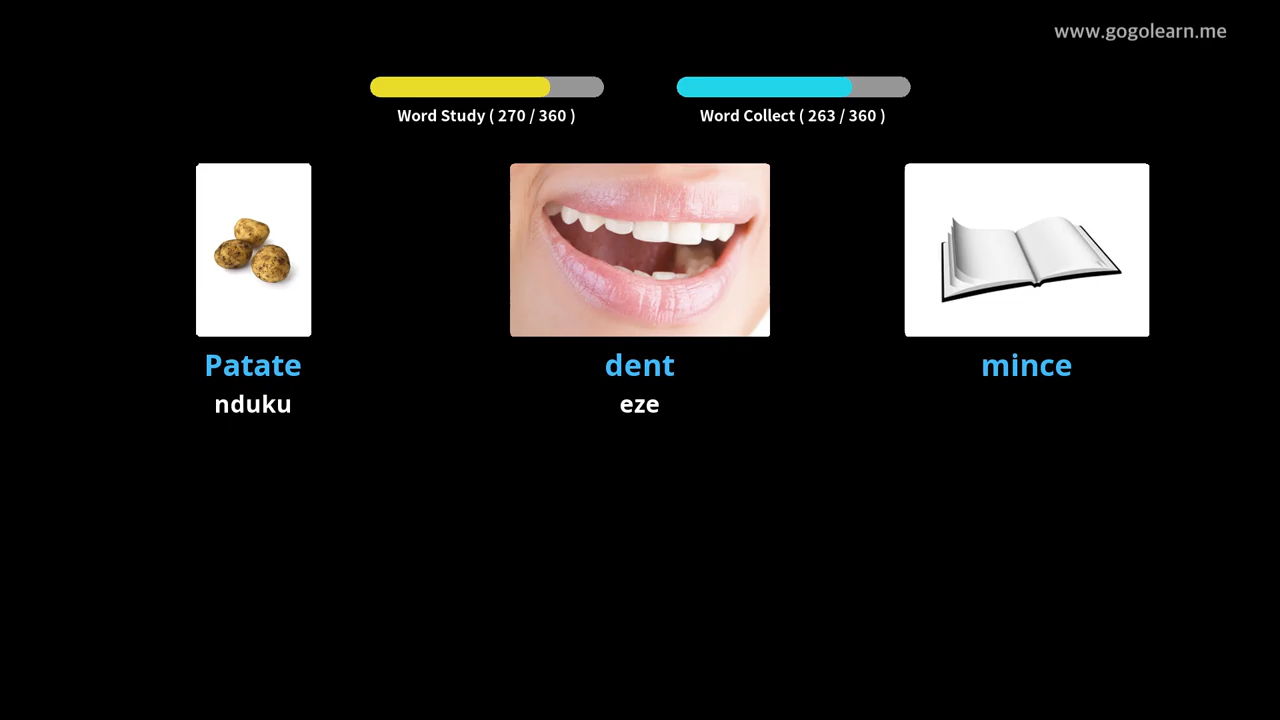 www.gogolearn.me
Word Study ( 270 / 360 )
Word Collect ( 263 / 360 )
Patate
nduku
dent
eze
mince